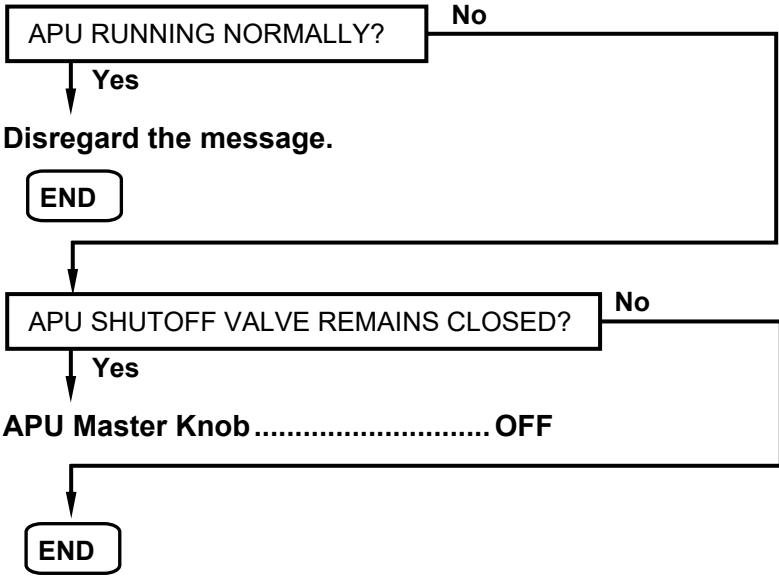 APU RUNNING NORMALLY?
No
Yes
Disregard the message.
END
APU SHUTOFF VALVE REMAINS CLOSED?
No
Yes
APU Master Knob............................. OFF
END